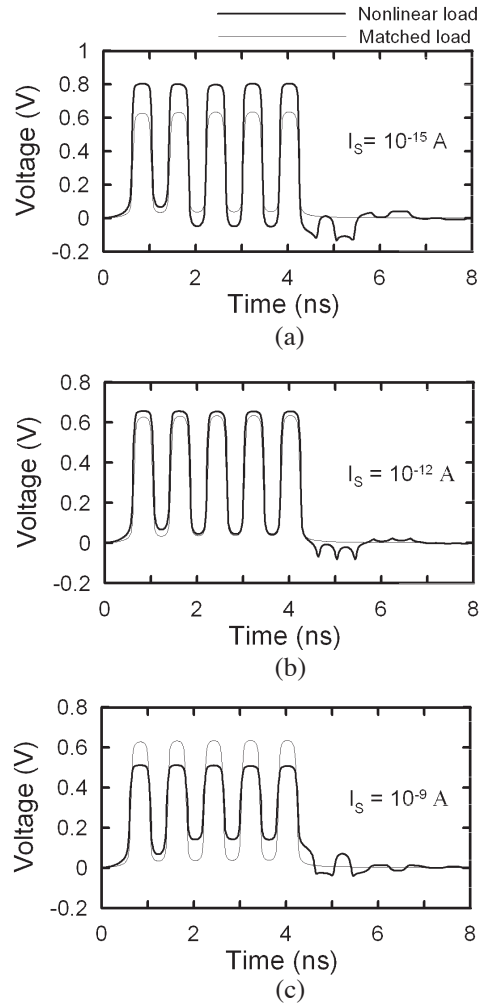 Nonlinear load
Matched load
1
0.8
0.6
0.4
0.2
0
-0.2
Voltage (V)
I_S= 10^-15 A
0 2 4 6 8
Time (ns)
(a)
0.8
0.6
0.4
0.2
0
-0.2
Voltage (V)
I_S = 10^-12 A
0 2 4 6 8
Time (ns)
(b)
0.8
0.6
0.4
0.2
0
-0.2
Voltage (V)
I_S = 10^-9 A
0 2 4 6 8
Time (ns)
(c)